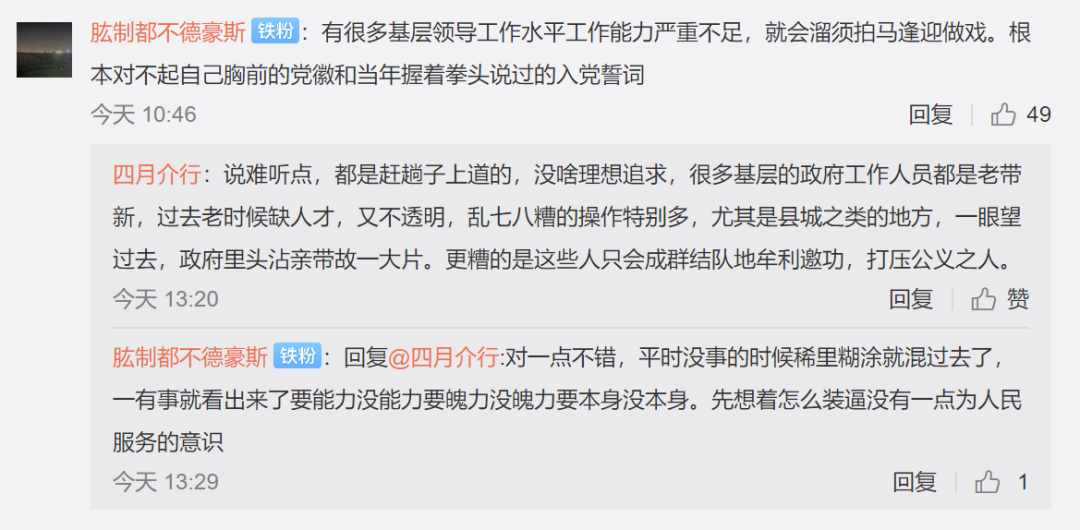 肱制都不德豪斯 铁粉：有很多基层领导工作水平工作能力严重不足，就会溜须拍马逢迎做戏。根
本对不起自己胸前的党徽和当年握着拳头说过的入党誓词
今天 10:46 回复 49
四月介行：说难听点，都是赶趟子上道的，没啥理想追求，很多基层的政府工作人员都是老带
新，过去老时候缺人才，又不透明，乱七八糟的操作特别多，尤其是县城之类的地方，一眼望
过去，政府里头沾亲带故一大片。更糟的是这些人只会成群结队地牟利邀功，打压公义之人。
今天 13:20 回复 赞
肱制都不德豪斯 铁粉：回复@四月介行:对一点不错，平时没事的时候稀里糊涂就混过去了，
一有事就看出来了要能力没能力要魄力没魄力要本身没本身。先想着怎么装逼没有一点为人民
服务的意识
今天 13:29 回复 1